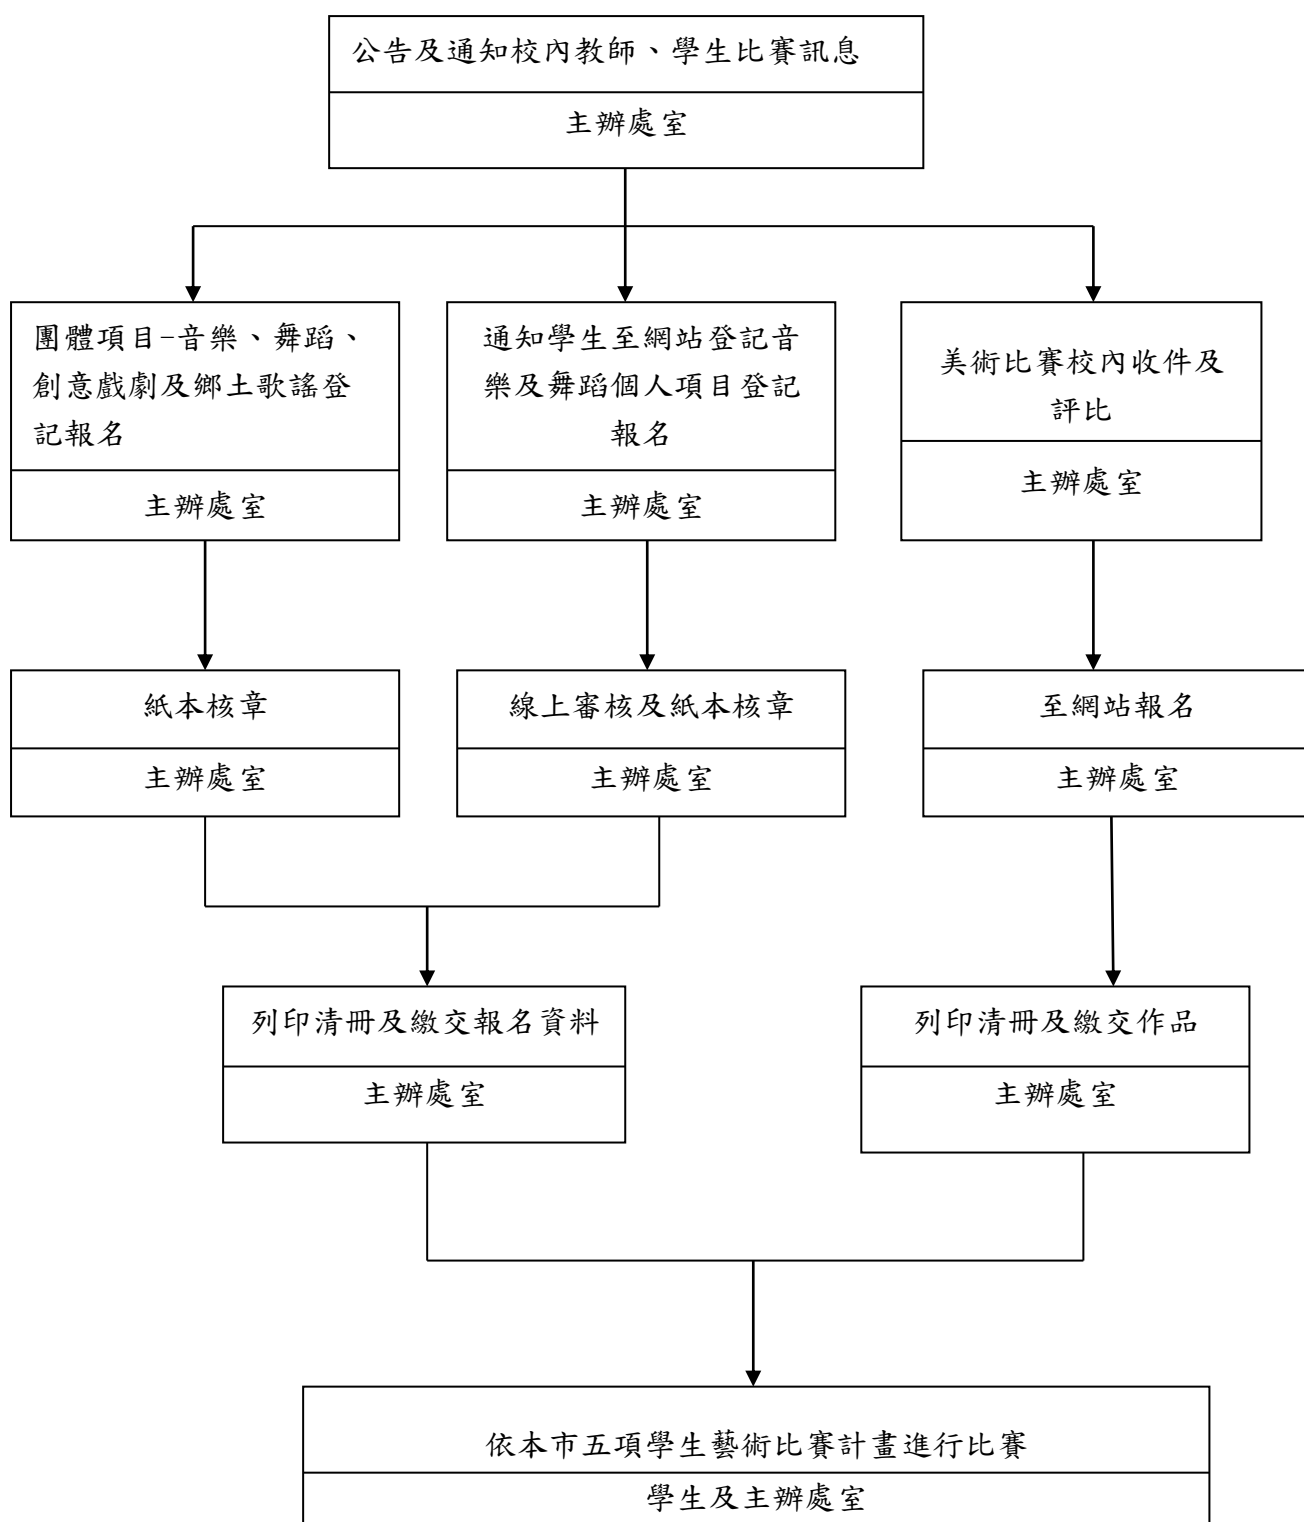 公告及通知校內教師、學生比賽訊息
主辦處室
團體項目-音樂、舞蹈、
創意戲劇及鄉土歌謠登
記報名
主辦處室
通知學生至網站登記音
樂及舞蹈個人項目登記
報名
主辦處室
美術比賽校內收件及
評比
主辦處室
紙本核章
主辦處室
線上審核及紙本核章
主辦處室
至網站報名
主辦處室
列印清冊及繳交報名資料
主辦處室
列印清冊及繳交作品
主辦處室
依本市五項學生藝術比賽計畫進行比賽
學生及主辦處室